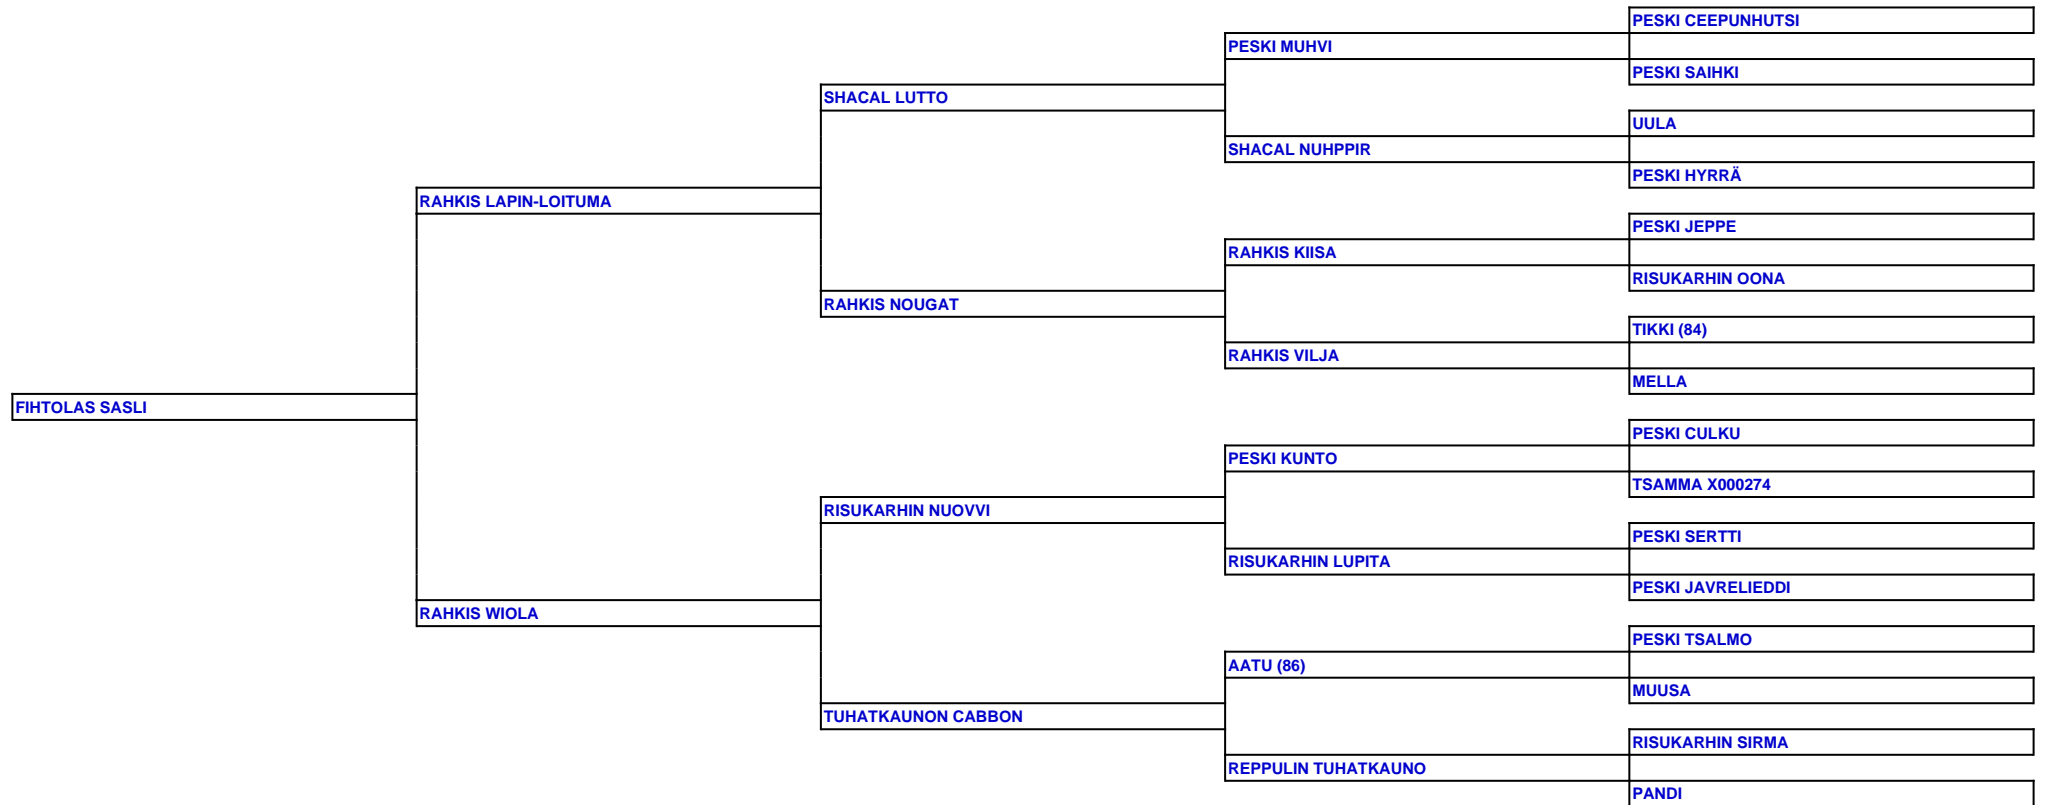 PESKI CEEPUNHUTSI
PESKI MUHVI
PESKI SAIHKI
SHACAL LUTTO
UULA
SHACAL NUHPPIR
PESKI HYRRÄ
RAHKIS LAPIN-LOITUMA
PESKI JEPPE
RAHKIS KIISA
RISUKARHIN OONA
RAHKIS NOUGAT
TIKKI (84)
RAHKIS VILJA
MELLA
FIHTOLAS SASLI
PESKI CULKU
PESKI KUNTO
TSAMMA X000274
RISUKARHIN NUOVVI
PESKI SERTTI
RISUKARHIN LUPITA
PESKI JAVRELIEDDI
RAHKIS WIOLA
PESKI TSALMO
AATU (86)
MUUSA
TUHATKAUNON CABBON
RISUKARHIN SIRMA
REPPULIN TUHATKAUNO
PANDI